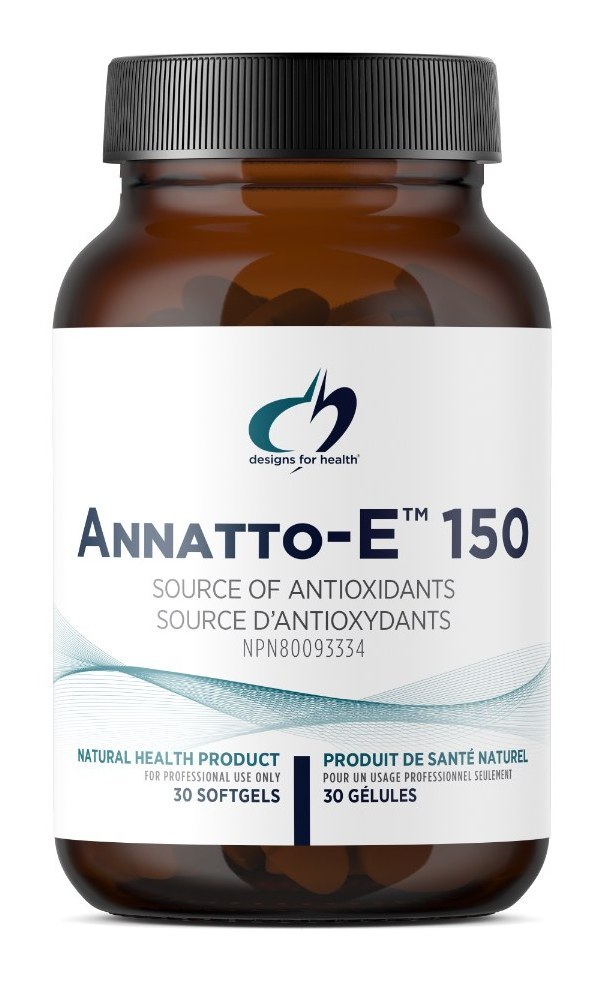 designs for health®
ANNATTO-E™ 150
SOURCE OF ANTIOXIDANTS
SOURCE D'ANTIOXYDANTS
NPN80093334
NATURAL HEALTH PRODUCT
FOR PROFESSIONAL USE ONLY
30 SOFTGELS
PRODUIT DE SANTÉ NATUREL
POUR UN USAGE PROFESSIONNEL SEULEMENT
30 GÉLULES